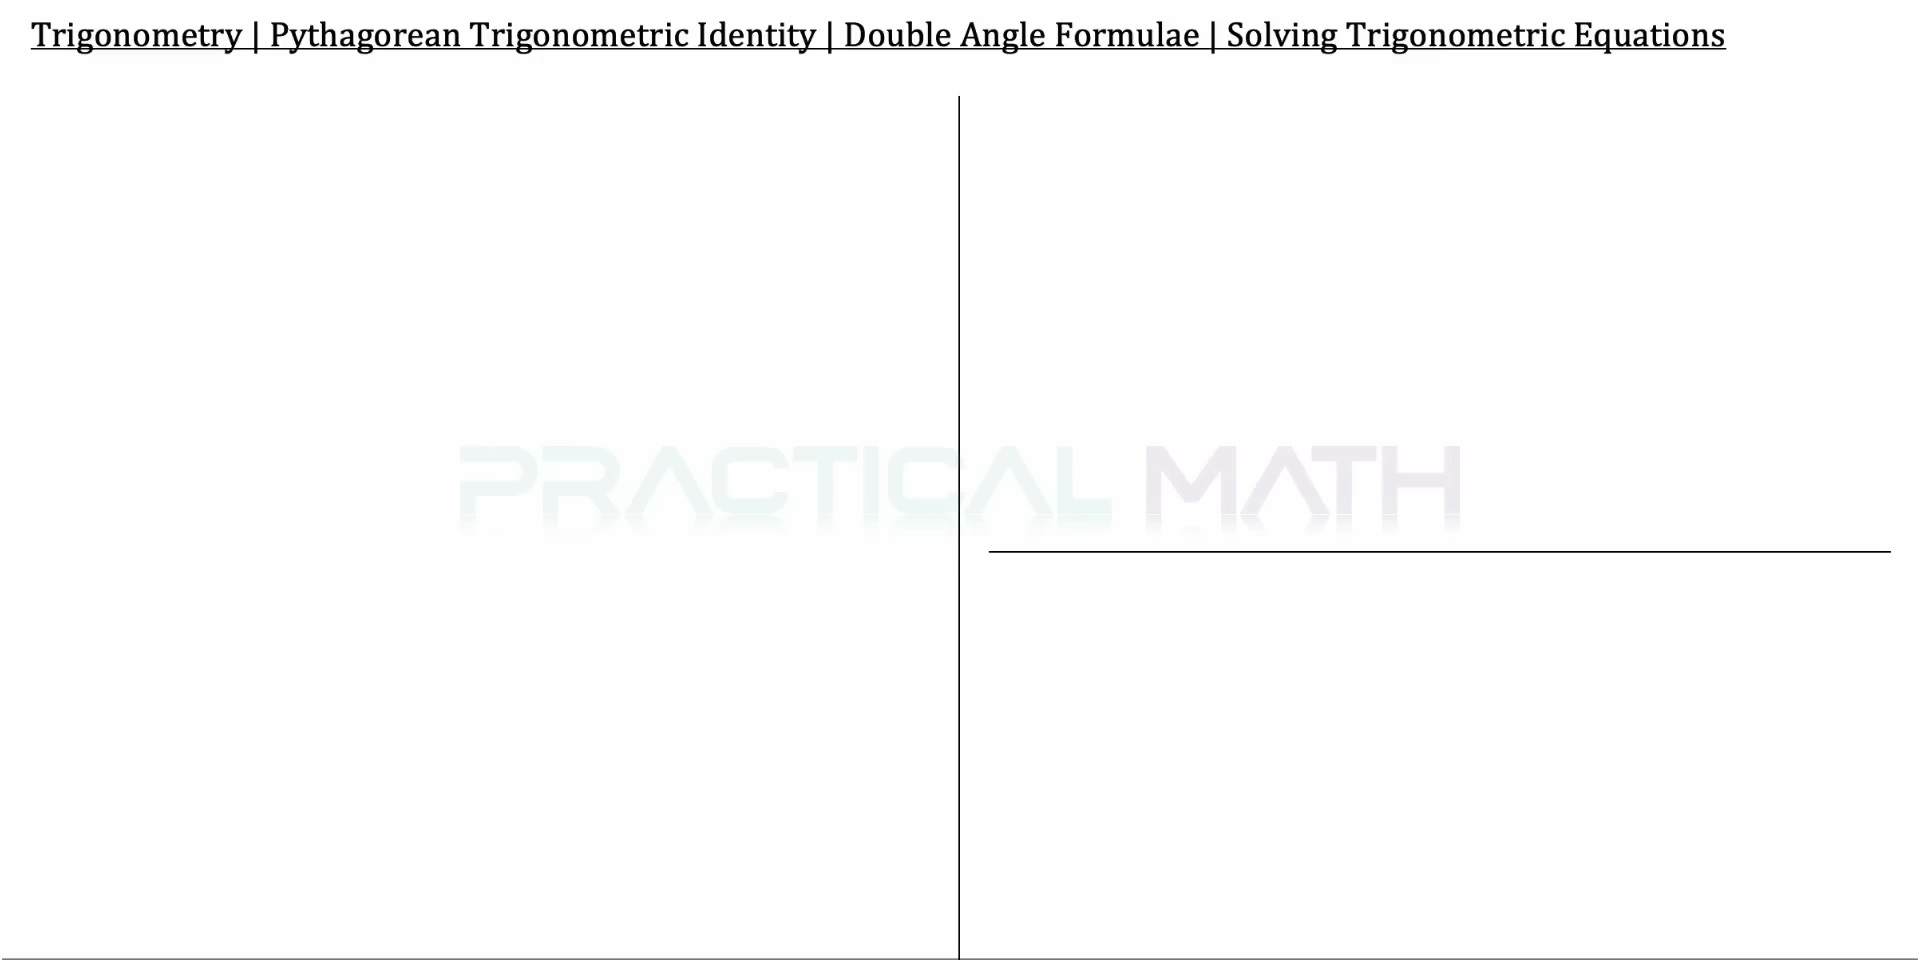 Trigonometry | Pythagorean Trigonometric Identity | Double Angle Formulae | Solving Trigonometric Equations
PRACTICAL MATH